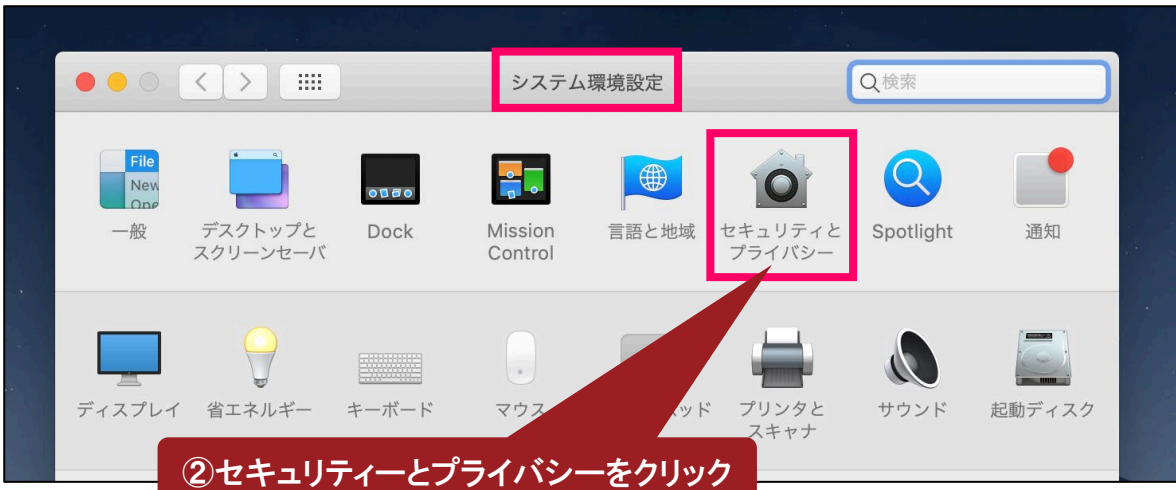 システム環境設定
検索
File
New
Ope
一般
デスクトップと
スクリーンセーバ
Dock
Mission
Control
言語と地域
セキュリティと
プライバシー
Spotlight
通知
ディスプレイ
省エネルギー
キーボード
マウス
ッド
プリンタと
スキャナ
サウンド
起動ディスク
②セキュリティーとプライバシーをクリック